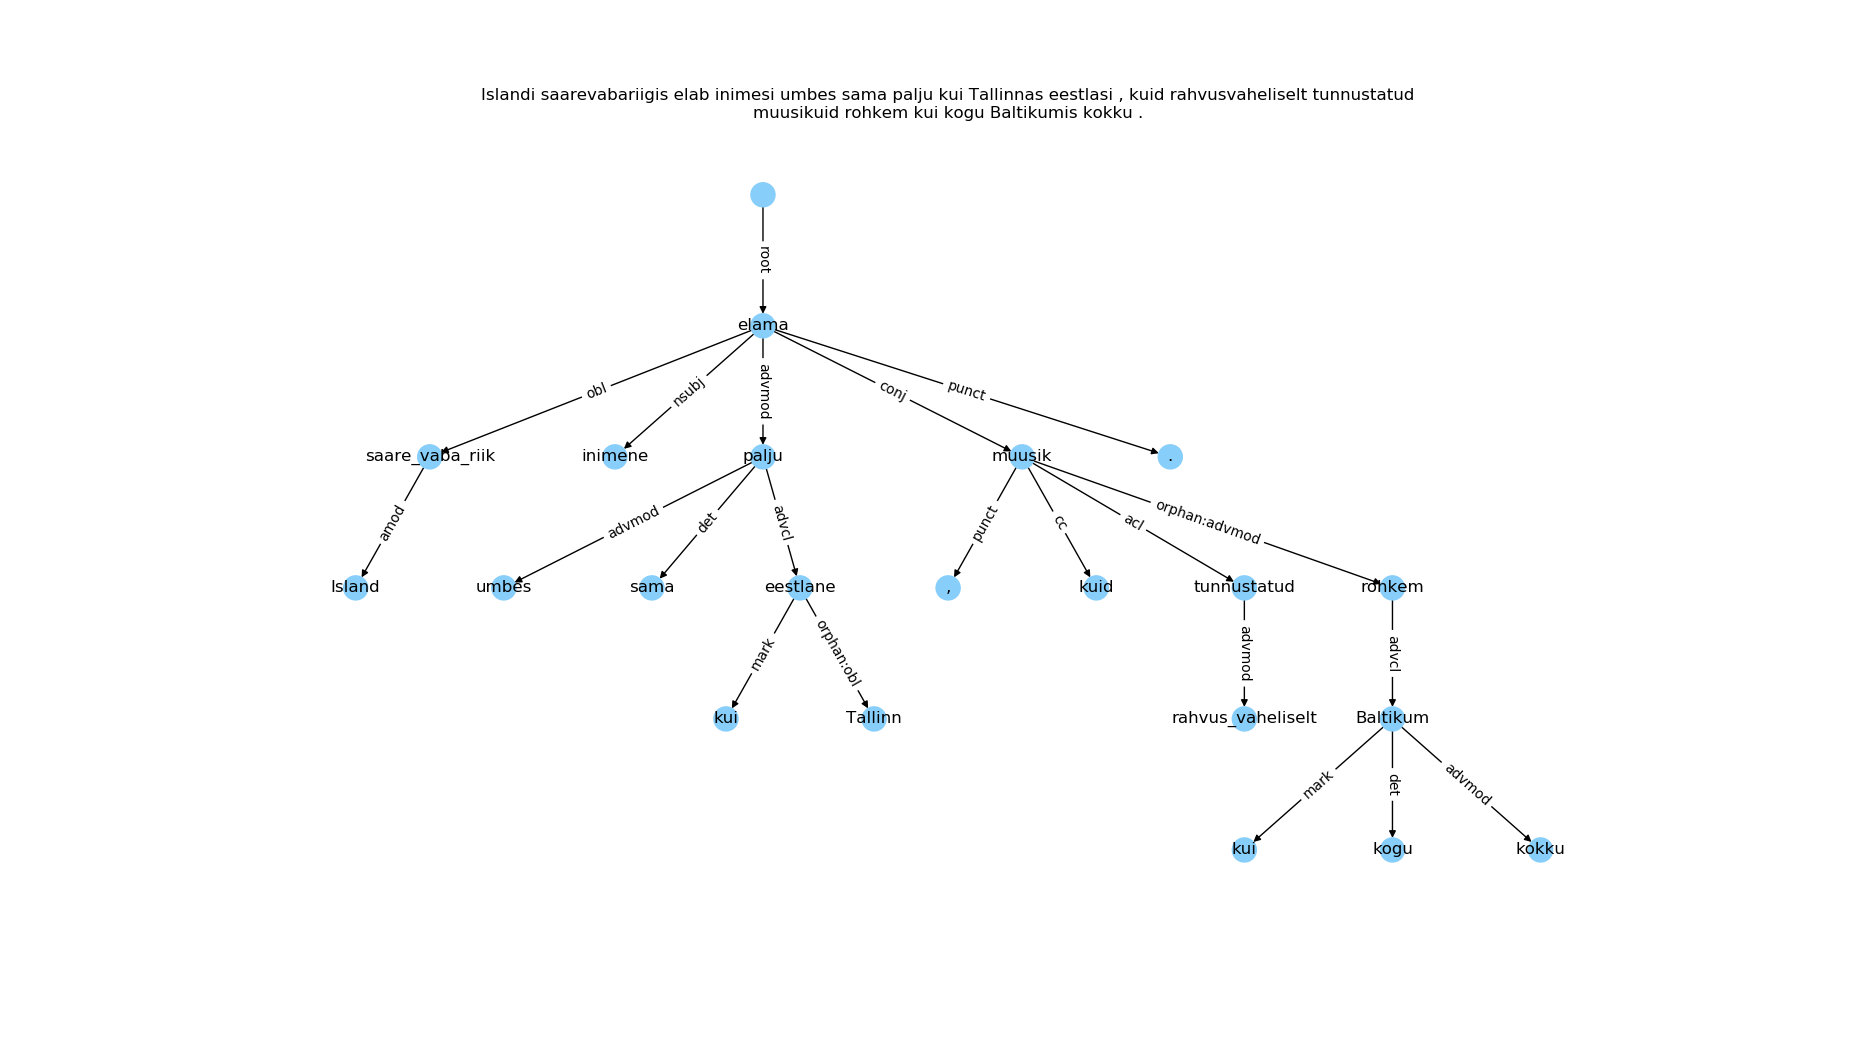 Islandi saarevabariigis elab inimesi umbes sama palju kui Tallinnas eestlasi , kuid rahvusvaheliselt tunnustatud
muusikuid rohkem kui kogu Baltikumis kokku .
root
elama
obl
nsubj
advmod
conj
punct
saare_vaba_riik
inimene
palju
muusik
.
amod
advmod
det
advcl
punct
cc
acl
orphan:advmod
Island
umbes
sama
eestlane
,
kuid
tunnustatud
rohkem
mark
orphan:obl
advmod
advcl
kui
Tallinn
rahvus_vaheliselt
Baltikum
mark
det
advmod
kui
kogu
kokku